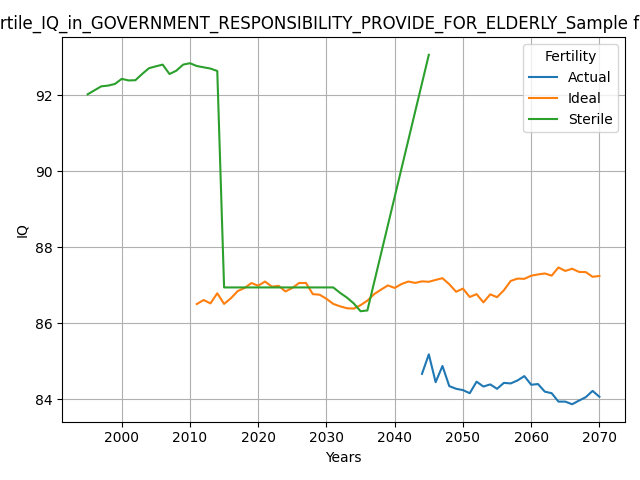 rtile_IQ_in_GOVERNMENT_RESPONSIBILITY_PROVIDE_FOR_ELDERLY_Sample f
Fertility
Actual
Ideal
Sterile
92
90
88
86
84
IQ
2000 2010 2020 2030 2040 2050 2060 2070
Years